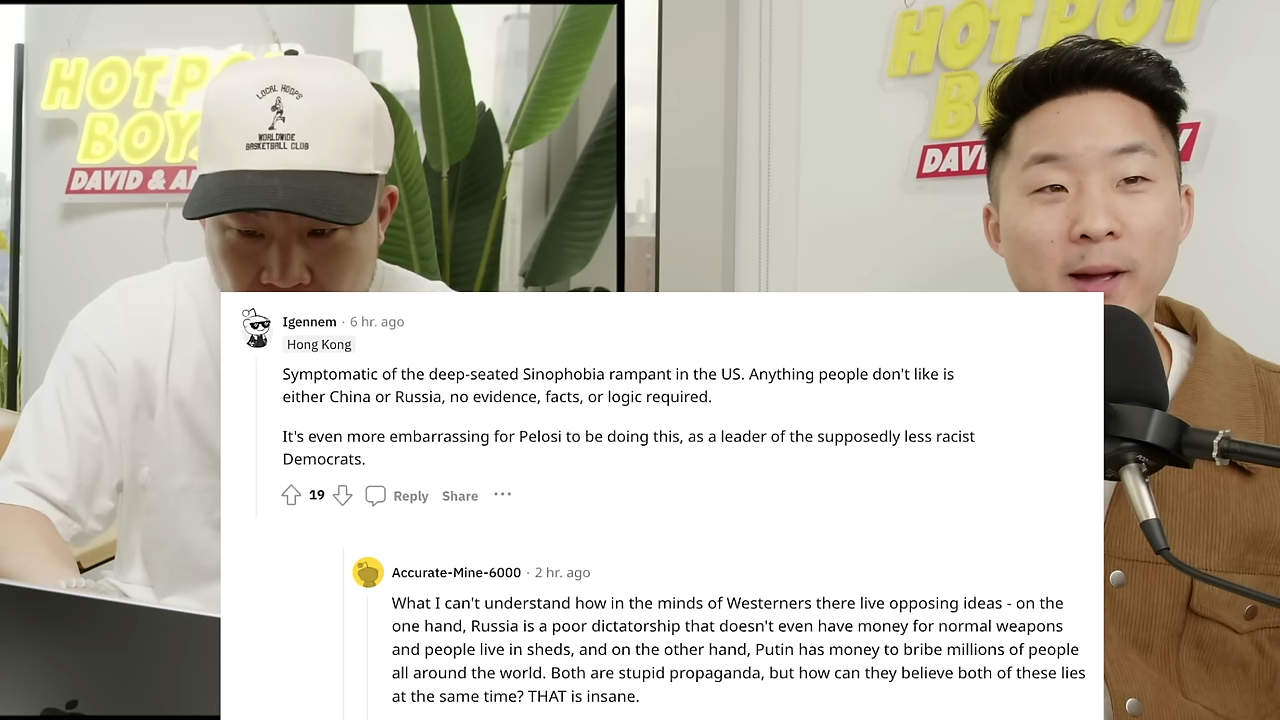 HOT P
BOY
DAVID & A
LOCAL HOOPS
WORLDWIDE
BASKETBALL CLUB
HOT POT
B
DAVI
Y
Igennem · 6 hr. ago
Hong Kong
Symptomatic of the deep-seated Sinophobia rampant in the US. Anything people don't like is
either China or Russia, no evidence, facts, or logic required.
It's even more embarrassing for Pelosi to be doing this, as a leader of the supposedly less racist
Democrats.
19 Reply Share ···
Accurate-Mine-6000 · 2 hr. ago
What I can't understand how in the minds of Westerners there live opposing ideas - on the
one hand, Russia is a poor dictatorship that doesn't even have money for normal weapons
and people live in sheds, and on the other hand, Putin has money to bribe millions of people
all around the world. Both are stupid propaganda, but how can they believe both of these lies
at the same time? THAT is insane.